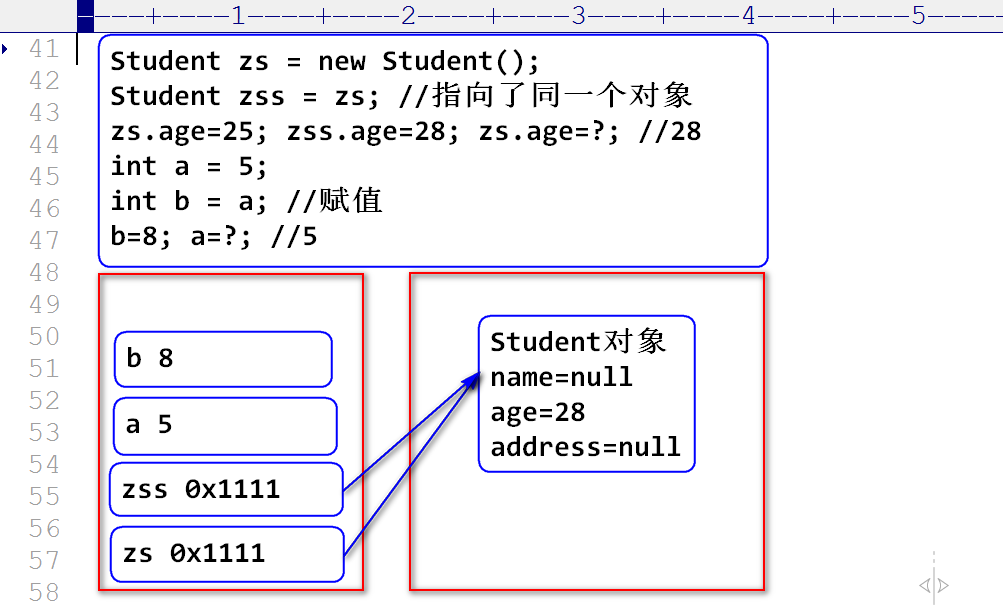 ----+----1----+----2----+----3----+----4----+----5----
41
42
43
44
45
46
47
48
49
50
51
52
53
54
55
56
57
58
Student zs = new Student();
Student zss = zs; //指向了同一个对象
zs.age=25; zss.age=28; zs.age=?; //28
int a = 5;
int b = a; //赋值
b=8; a=?; //5
b 8
a 5
zss 0x1111
zs 0x1111
Student对象
name=null
age=28
address=null